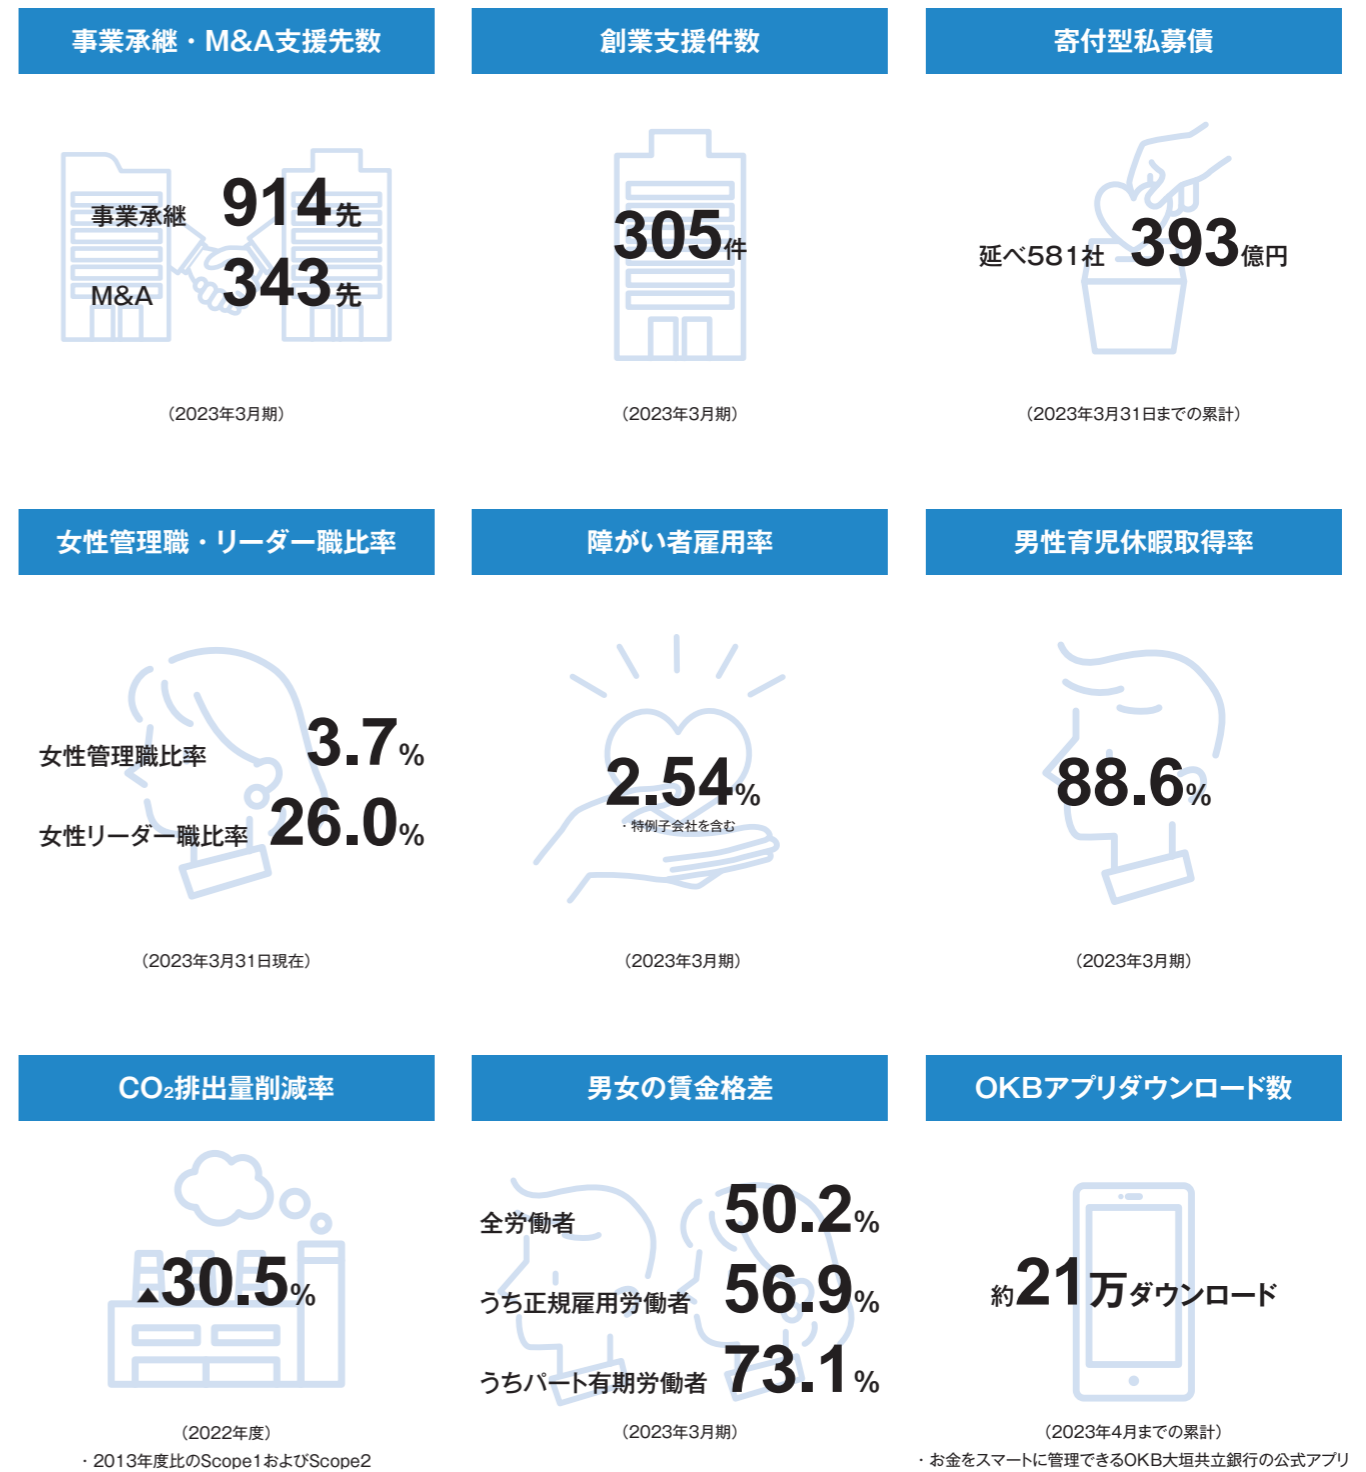 事業承継・M&A支援先数
事業承継 914先
M&A 343先
（2023年3月期）
創業支援件数
305件
（2023年3月期）
寄付型私募債
延べ581社 393億円
（2023年3月31日までの累計）
女性管理職・リーダー職比率
女性管理職比率 3.7%
女性リーダー職比率 26.0%
（2023年3月31日現在）
障がい者雇用率
2.54%
・特例子会社を含む
（2023年3月期）
男性育児休暇取得率
88.6%
（2023年3月期）
CO₂排出量削減率
▲30.5%
（2022年度）
・2013年度比のScope1およびScope2
男女の賃金格差
全労働者 50.2%
うち正規雇用労働者 56.9%
うちパート有期労働者 73.1%
（2023年3月期）
OKBアプリダウンロード数
約21万ダウンロード
（2023年4月までの累計）
・お金をスマートに管理できるOKB大垣共立銀行の公式アプリ